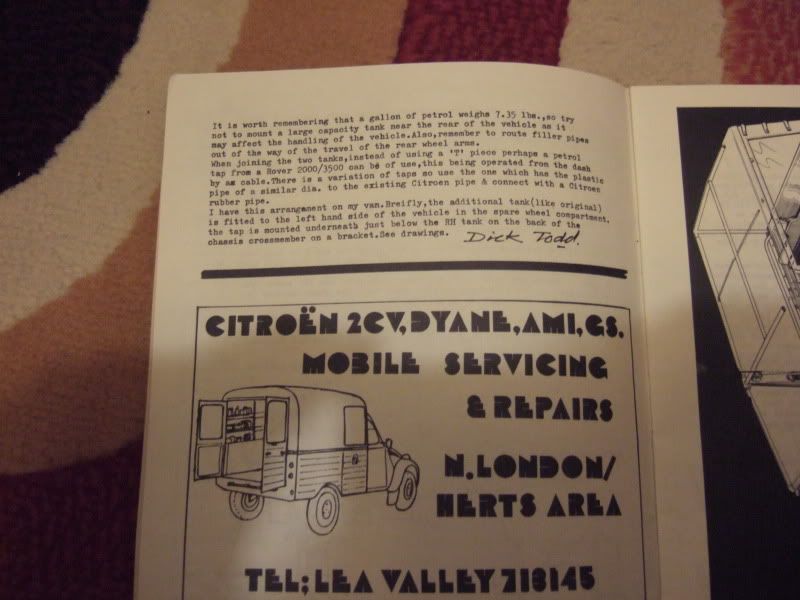 It is worth remembering that a gallon of petrol weighs 7.35 lbs.,so try
not to mount a large capacity tank near the rear of the vehicle as it
may affect the handling of the vehicle.Also,remember to route filler pipes
out of the way of the travel of the rear wheel arms.
When joining the two tanks,instead of using a 'T' piece perhaps a petrol
tap from a Rover 2000/3500 can be of use,this being operated from the dash
by a cable.There is a variation of taps so use the one which has the plastic
pipe of a similar dia. to the existing Citroen pipe & connect with a Citroen
rubber pipe.
I have this arrangement on my van.Breifly,the additional tank(like original)
is fitted to the left hand side of the vehicle in the spare wheel compartment.
the tap is mounted underneath just below the RH tank on the back of the
chassis crossmember on a bracket.See drawings. Dick Todd.
CITROËN 2CV,DYANE,AMI,GS.
MOBILE SERVICING
& REPAIRS
N.LONDON/
HERTS AREA
TEL; LEA VALLEY 718145